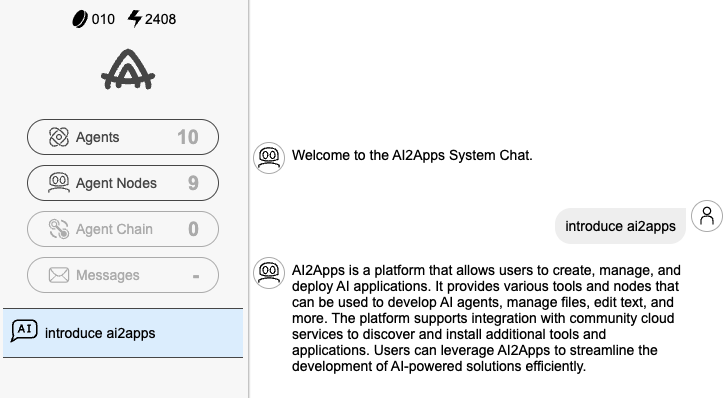 010 2408
Agents 10
Agent Nodes 9
Agent Chain 0
Messages -
AI introduce ai2apps
Welcome to the AI2Apps System Chat.
introduce ai2apps
AI2Apps is a platform that allows users to create, manage, and
deploy AI applications. It provides various tools and nodes that
can be used to develop AI agents, manage files, edit text, and
more. The platform supports integration with community cloud
services to discover and install additional tools and
applications. Users can leverage AI2Apps to streamline the
development of AI-powered solutions efficiently.